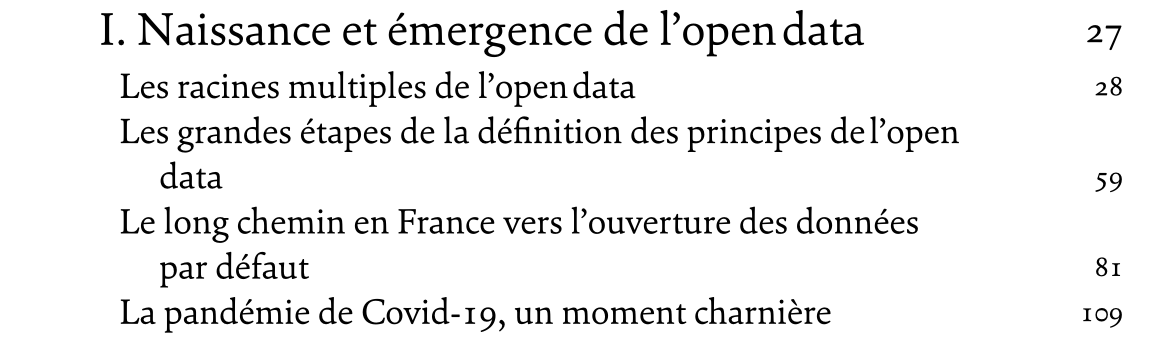 I. Naissance et émergence de l’open data 27
Les racines multiples de l’open data 28
Les grandes étapes de la définition des principes de l’open
data 59
Le long chemin en France vers l’ouverture des données
par défaut 81
La pandémie de Covid-19, un moment charnière 109